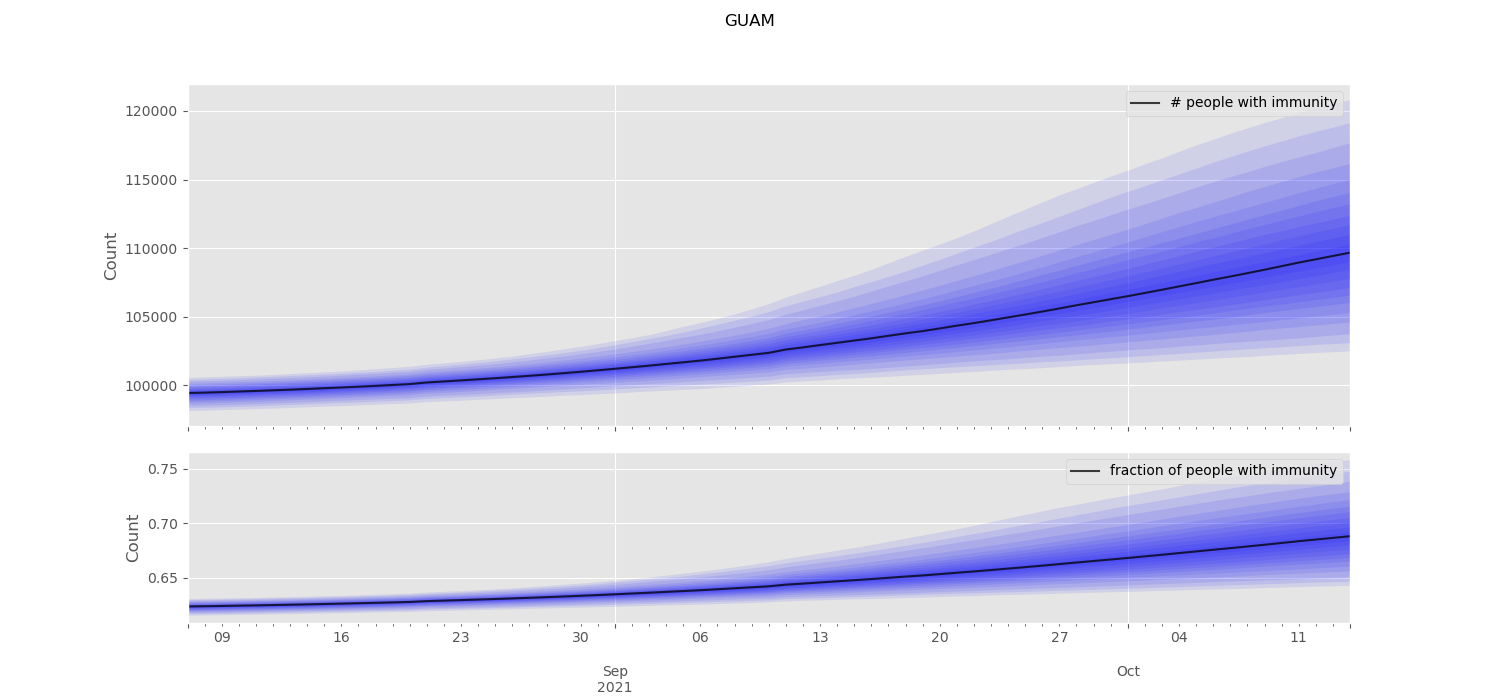 GUAM
# people with immunity
120000
115000
110000
105000
100000
Count
fraction of people with immunity
0.75
0.70
0.65
Count
09 16 23 30 06 13 20 27 04 11
Sep Oct
2021